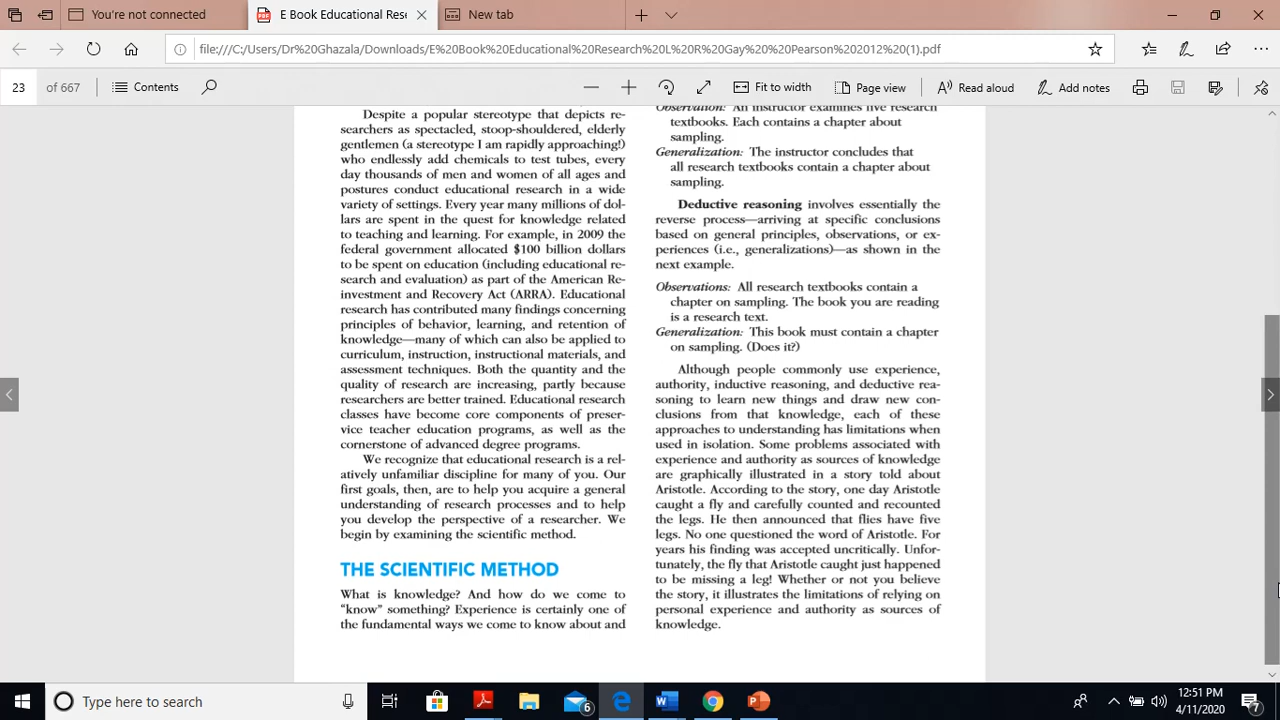 You're not connected
E Book Educational Rese
New tab
file:///C:/Users/Dr%20Ghazala/Downloads/E%20Book%20Educational%20Research%20L%20R%20Gay%20%20Pearson%202012%20(1).pdf
23 of 667
Contents
Fit to width
Page view
Read aloud
Add notes
Despite a popular stereotype that depicts re-
searchers as spectacled, stoop-shouldered, elderly
gentlemen (a stereotype I am rapidly approaching!)
who endlessly add chemicals to test tubes, every
day thousands of men and women of all ages and
postures conduct educational research in a wide
variety of settings. Every year many millions of dol-
lars are spent in the quest for knowledge related
to teaching and learning. For example, in 2009 the
federal government allocated $100 billion dollars
to be spent on education (including educational re-
search and evaluation) as part of the American Re-
investment and Recovery Act (ARRA). Educational
research has contributed many findings concerning
principles of behavior, learning, and retention of
knowledge—many of which can also be applied to
curriculum, instruction, instructional materials, and
assessment techniques. Both the quantity and the
quality of research are increasing, partly because
researchers are better trained. Educational research
classes have become core components of preser-
vice teacher education programs, as well as the
cornerstone of advanced degree programs.
We recognize that educational research is a rel-
atively unfamiliar discipline for many of you. Our
first goals, then, are to help you acquire a general
understanding of research processes and to help
you develop the perspective of a researcher. We
begin by examining the scientific method.
THE SCIENTIFIC METHOD
What is knowledge? And how do we come to
“know” something? Experience is certainly one of
the fundamental ways we come to know about and
Observation: An instructor examines five research
textbooks. Each contains a chapter about
sampling.
Generalization: The instructor concludes that
all research textbooks contain a chapter about
sampling.
Deductive reasoning involves essentially the
reverse process—arriving at specific conclusions
based on general principles, observations, or ex-
periences (i.e., generalizations)—as shown in the
next example.
Observations: All research textbooks contain a
chapter on sampling. The book you are reading
is a research text.
Generalization: This book must contain a chapter
on sampling. (Does it?)
Although people commonly use experience,
authority, inductive reasoning, and deductive rea-
soning to learn new things and draw new con-
clusions from that knowledge, each of these
approaches to understanding has limitations when
used in isolation. Some problems associated with
experience and authority as sources of knowledge
are graphically illustrated in a story told about
Aristotle. According to the story, one day Aristotle
caught a fly and carefully counted and recounted
the legs. He then announced that flies have five
legs. No one questioned the word of Aristotle. For
years his finding was accepted uncritically. Unfor-
tunately, the fly that Aristotle caught just happened
to be missing a leg! Whether or not you believe
the story, it illustrates the limitations of relying on
personal experience and authority as sources of
knowledge.
Type here to search
6
12:51 PM
4/11/2020
7